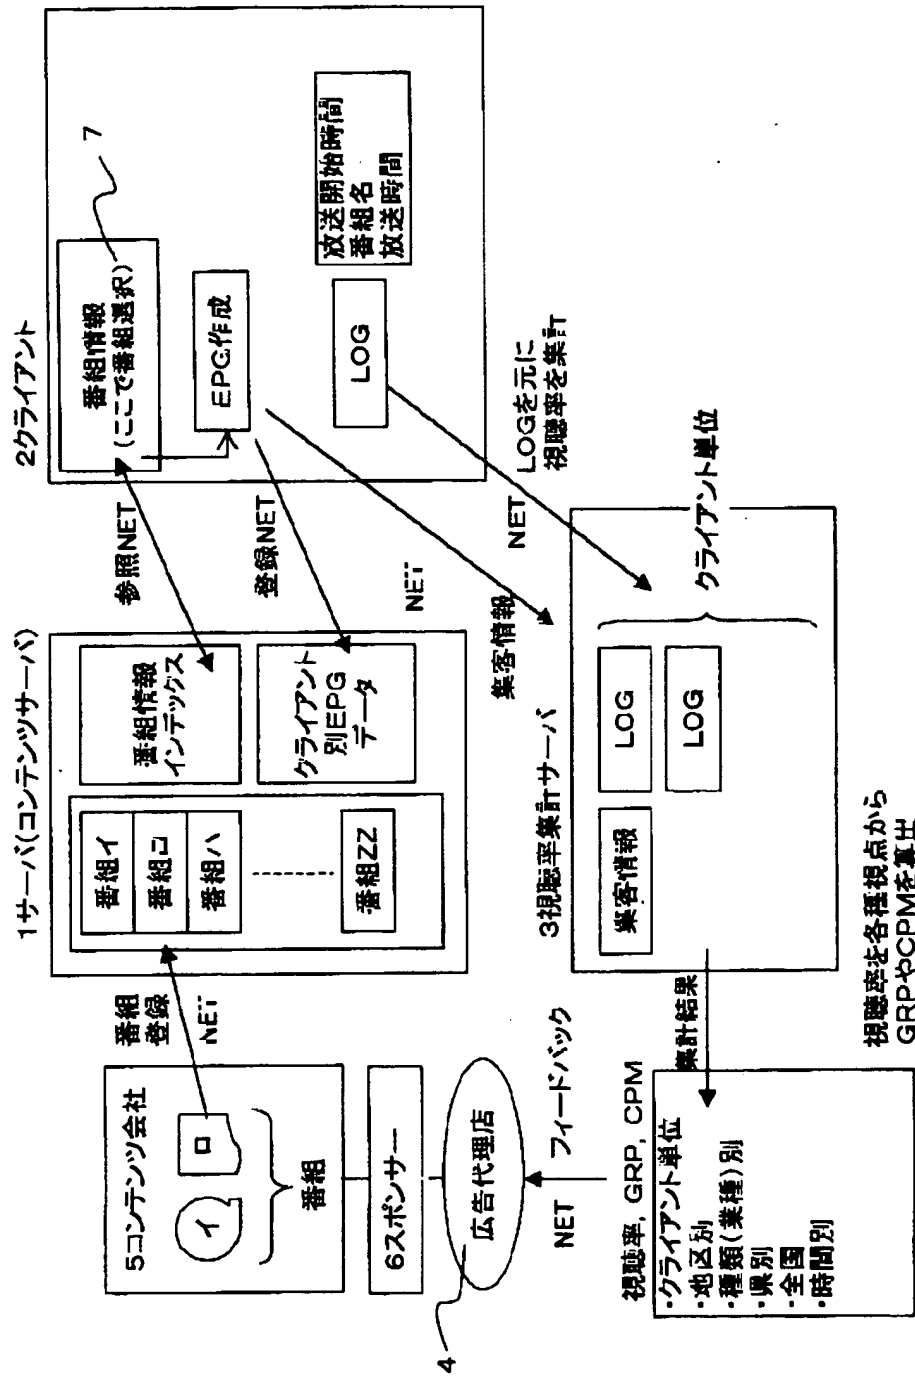 5コンテンツ会社
イ
ロ
番組
6スポンサー
広告代理店
4
番組
登録
NET
1サーバ(コンテンツサーバ)
番組イ
番組ロ
番組ハ
番組ZZ
番組情報
インデックス
クライアント
別EPG
データ
参照NET
登録NET
NET
集客情報
2クライアント
番組情報
(ここで番組選択)
7
EPG作成
LOG
放送開始時間
番組名
放送時間
NET
LOGを元に
視聴率を集計
3視聴率集計サーバ
集客情報
LOG
LOG
クライアント単位
集計結果
視聴率を各種視点から
GRPやCPMを算出
NET
フィードバック
視聴率, GRP, CPM
・クライアント単位
・地区別
・種類(業種)別
・県別
・全国
・時間別